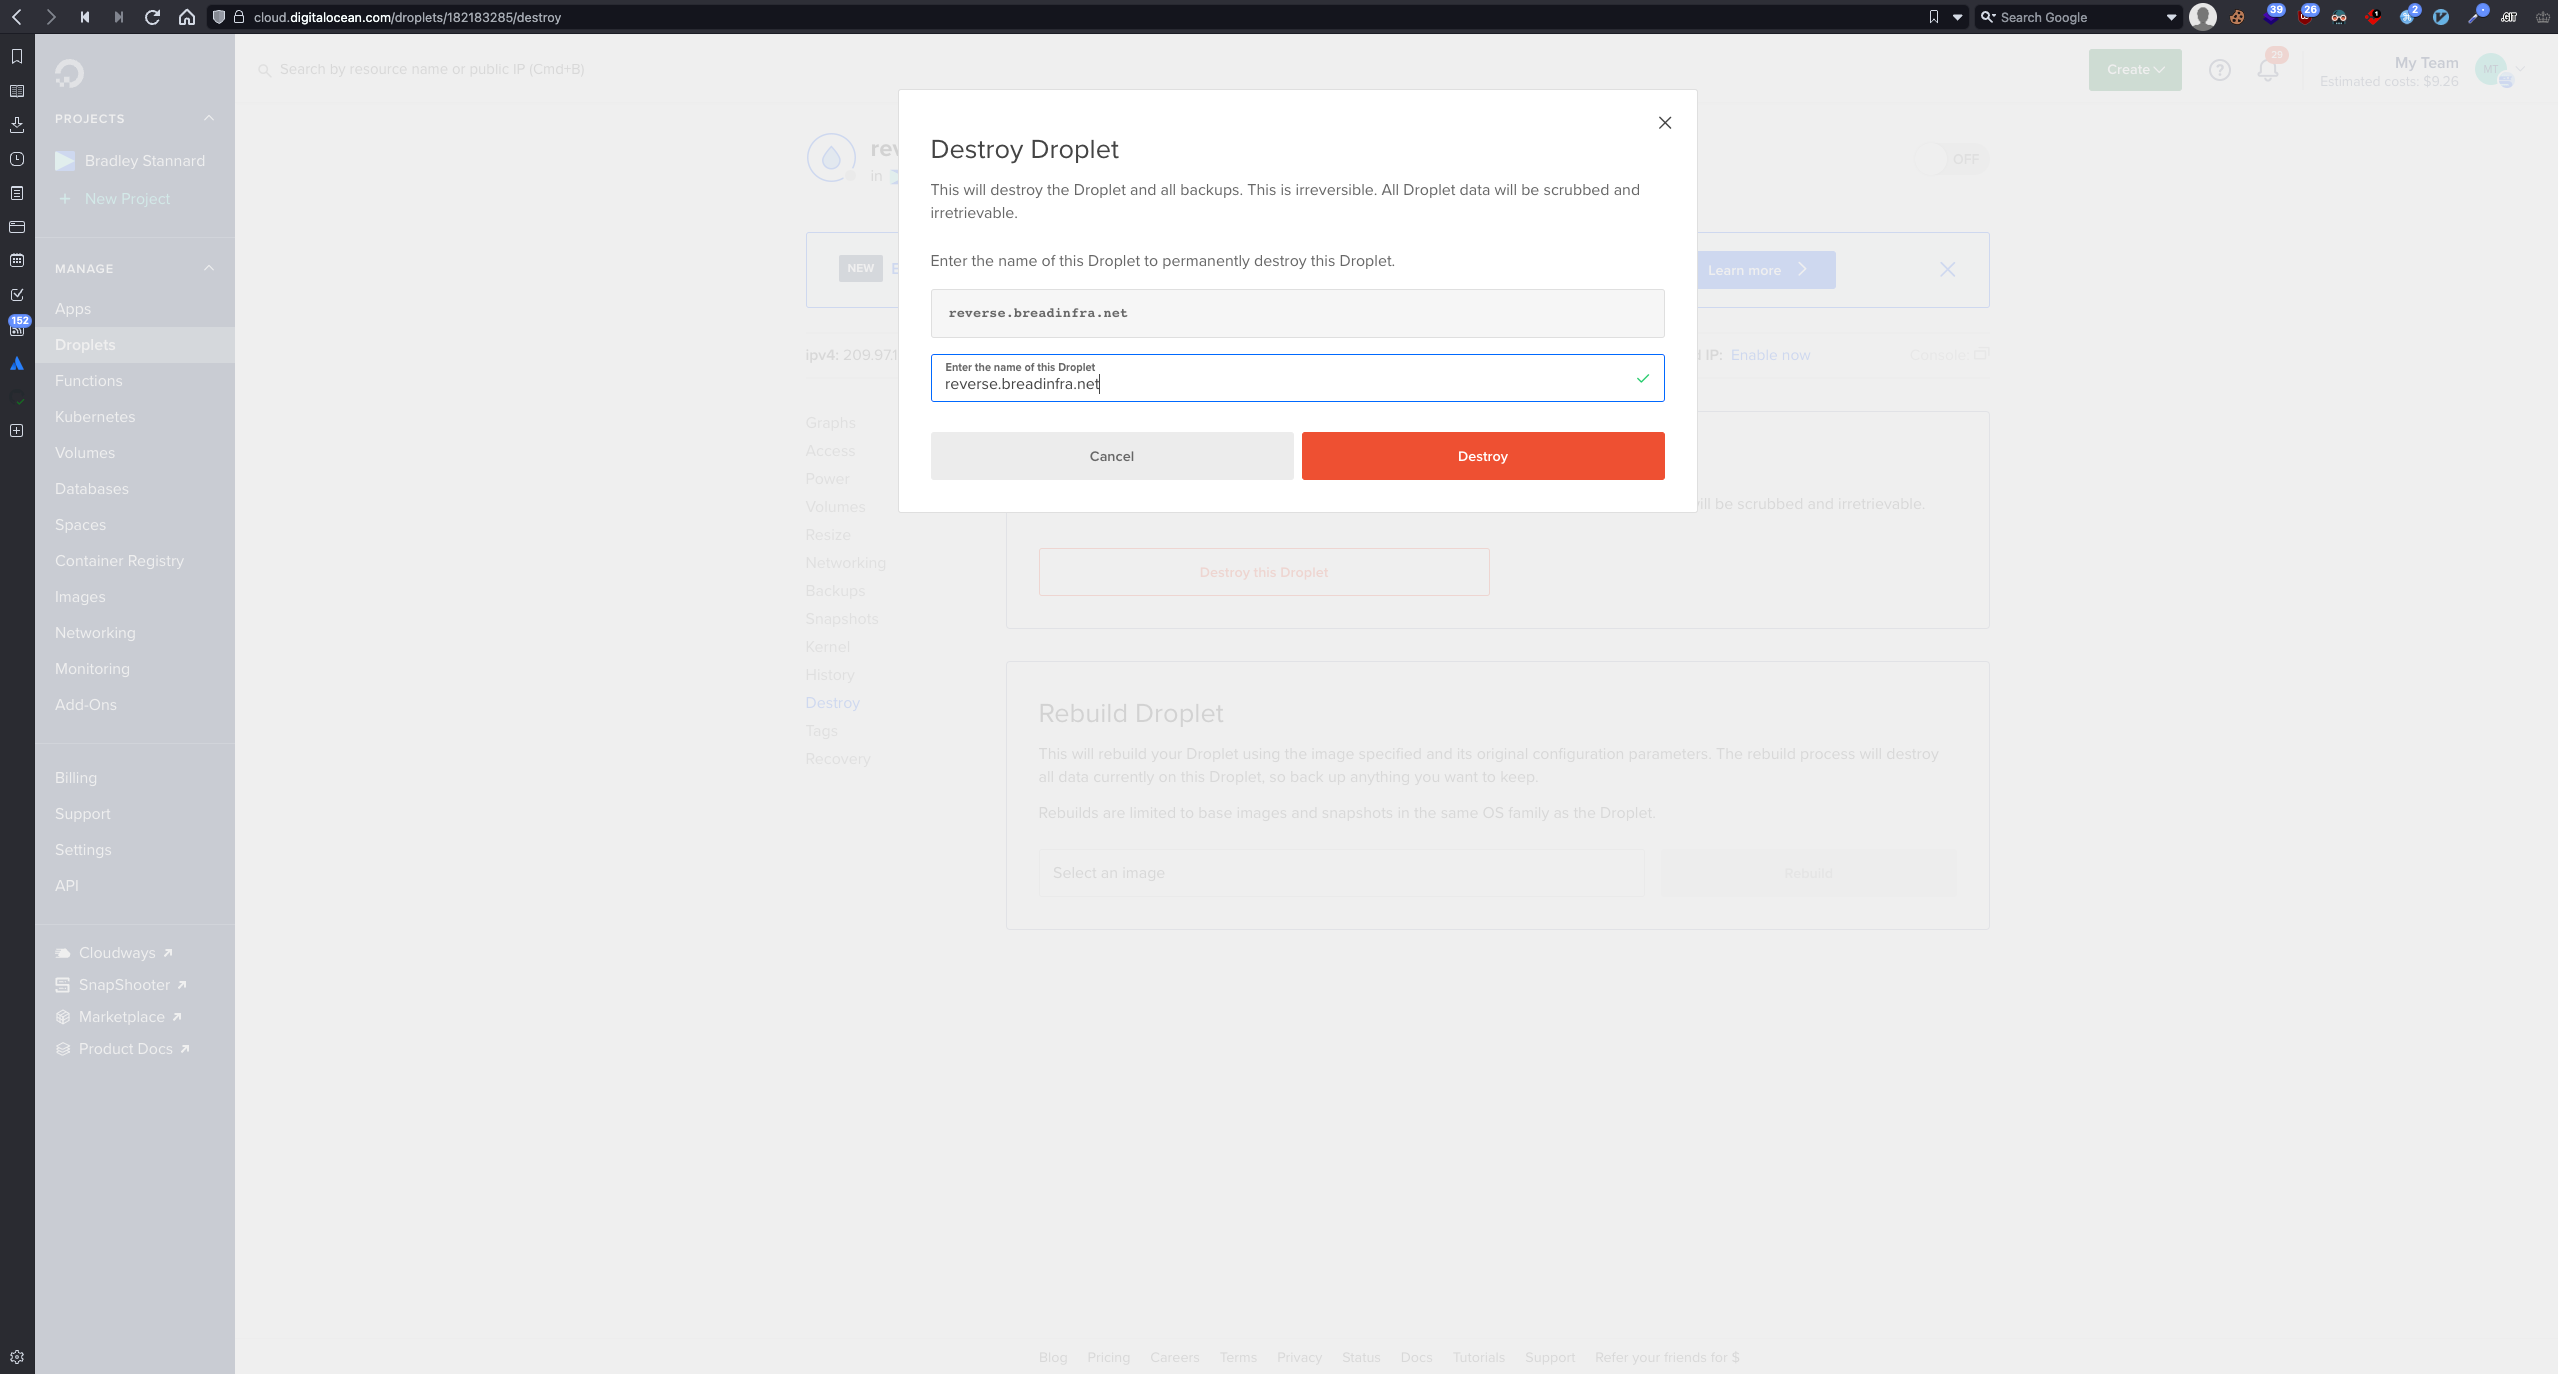 cloud.digitalocean.com/droplets/182183285/destroy
Search Google
39
26
1
2
GIT
152
PROJECTS
Bradley Stannard
+ New Project
MANAGE
Apps
Droplets
Functions
Kubernetes
Volumes
Databases
Spaces
Container Registry
Images
Networking
Monitoring
Add-Ons
Billing
Support
Settings
API
Cloudways
SnapShooter
Marketplace
Product Docs
Search by resource name or public IP (Cmd+B)
Create
29
My Team
Estimated costs: $9.26
MT
in
OFF
NEW
Learn more
ipv4: 209.97.1
IP: Enable now
Console:
Graphs
Access
Power
Volumes
Resize
Networking
Backups
Snapshots
Kernel
History
Destroy
Tags
Recovery
Destroy Droplet
This will destroy the Droplet and all backups. This is irreversible. All Droplet data will be scrubbed and
irretrievable.
Enter the name of this Droplet to permanently destroy this Droplet.
reverse.breadinfra.net
Enter the name of this Droplet
reverse.breadinfra.net
Cancel
Destroy
ill be scrubbed and irretrievable.
Destroy this Droplet
Rebuild Droplet
This will rebuild your Droplet using the image specified and its original configuration parameters. The rebuild process will destroy
all data currently on this Droplet, so back up anything you want to keep.
Rebuilds are limited to base images and snapshots in the same OS family as the Droplet.
Select an image
Rebuild
Blog Pricing Careers Terms Privacy Status Docs Tutorials Support Refer your friends for $